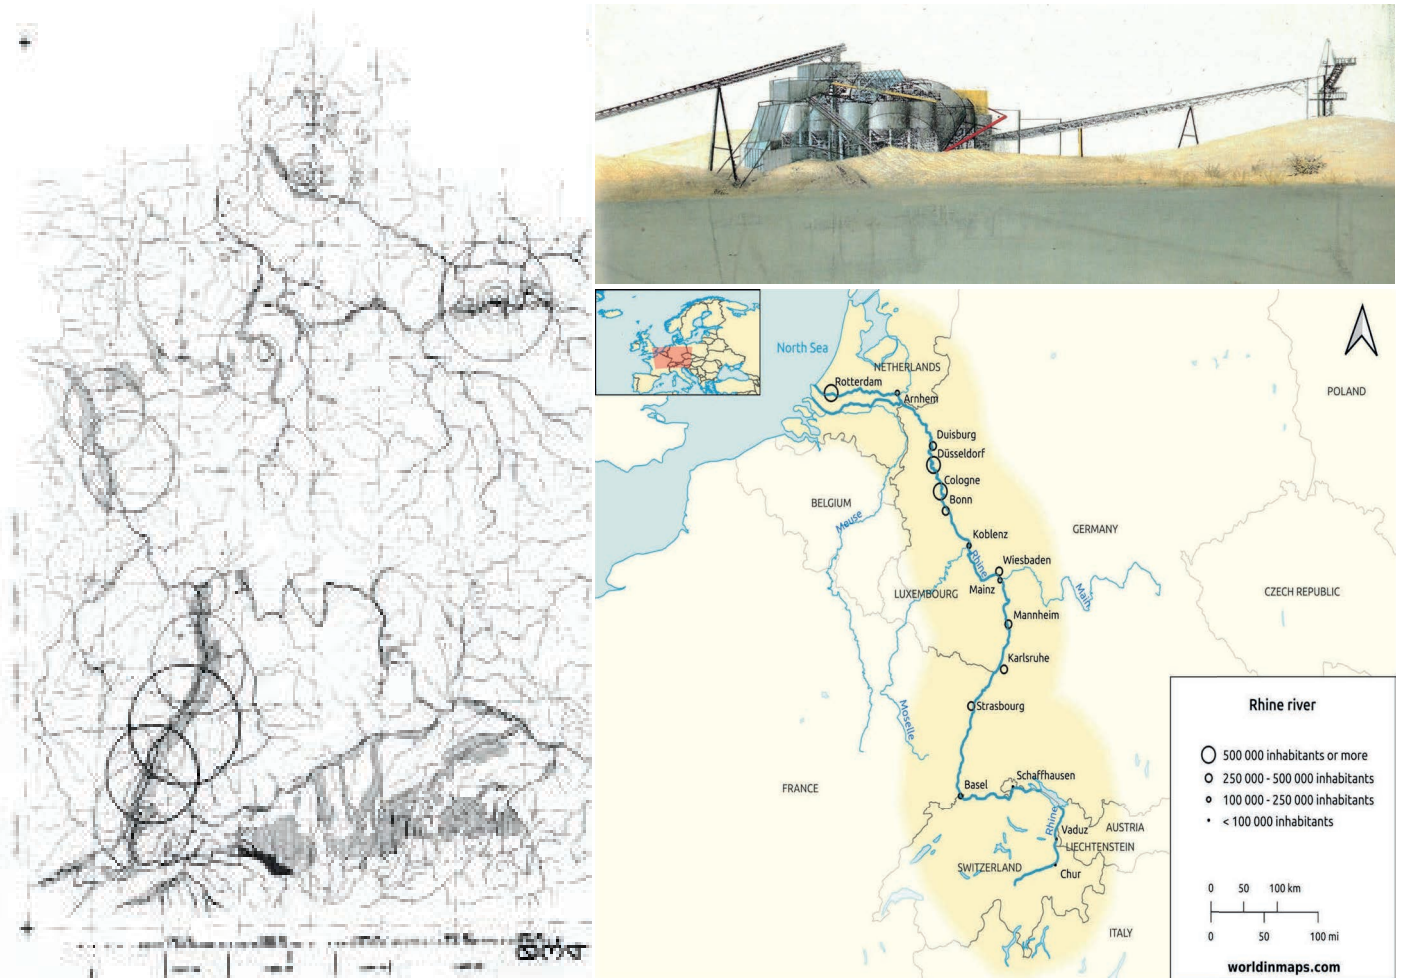 North Sea
NETHERLANDS
POLAND
Rotterdam
Arnhem
Duisburg
Düsseldorf
Cologne
Bonn
BELGIUM
Meuse
GERMANY
Koblenz
Rhine
Wiesbaden
Mainz
Main
LUXEMBOURG
CZECH REPUBLIC
Mannheim
Karlsruhe
Strasbourg
Moselle
FRANCE
Basel
Schaffhausen
Rhine
Vaduz
AUSTRIA
LIECHTENSTEIN
SWITZERLAND
Chur
ITALY
Rhine river
500 000 inhabitants or more
250 000 - 500 000 inhabitants
100 000 - 250 000 inhabitants
< 100 000 inhabitants
0 50 100 km
0 50 100 mi
worldinmaps.com